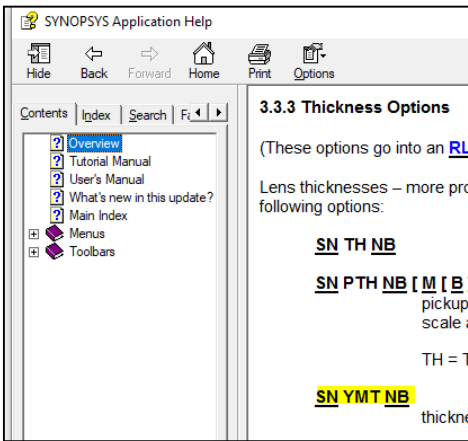 SYNOPSYS Application Help
Hide Back Forward Home Print Options
Contents Index Search
Overview
Tutorial Manual
User's Manual
What's new in this update?
Main Index
Menus
Toolbars
3.3.3 Thickness Options
(These options go into an RL
Lens thicknesses – more pro
following options:
SN TH NB
SN PTH NB [ M [ B
pickup
scale
TH =
SN YMT NB